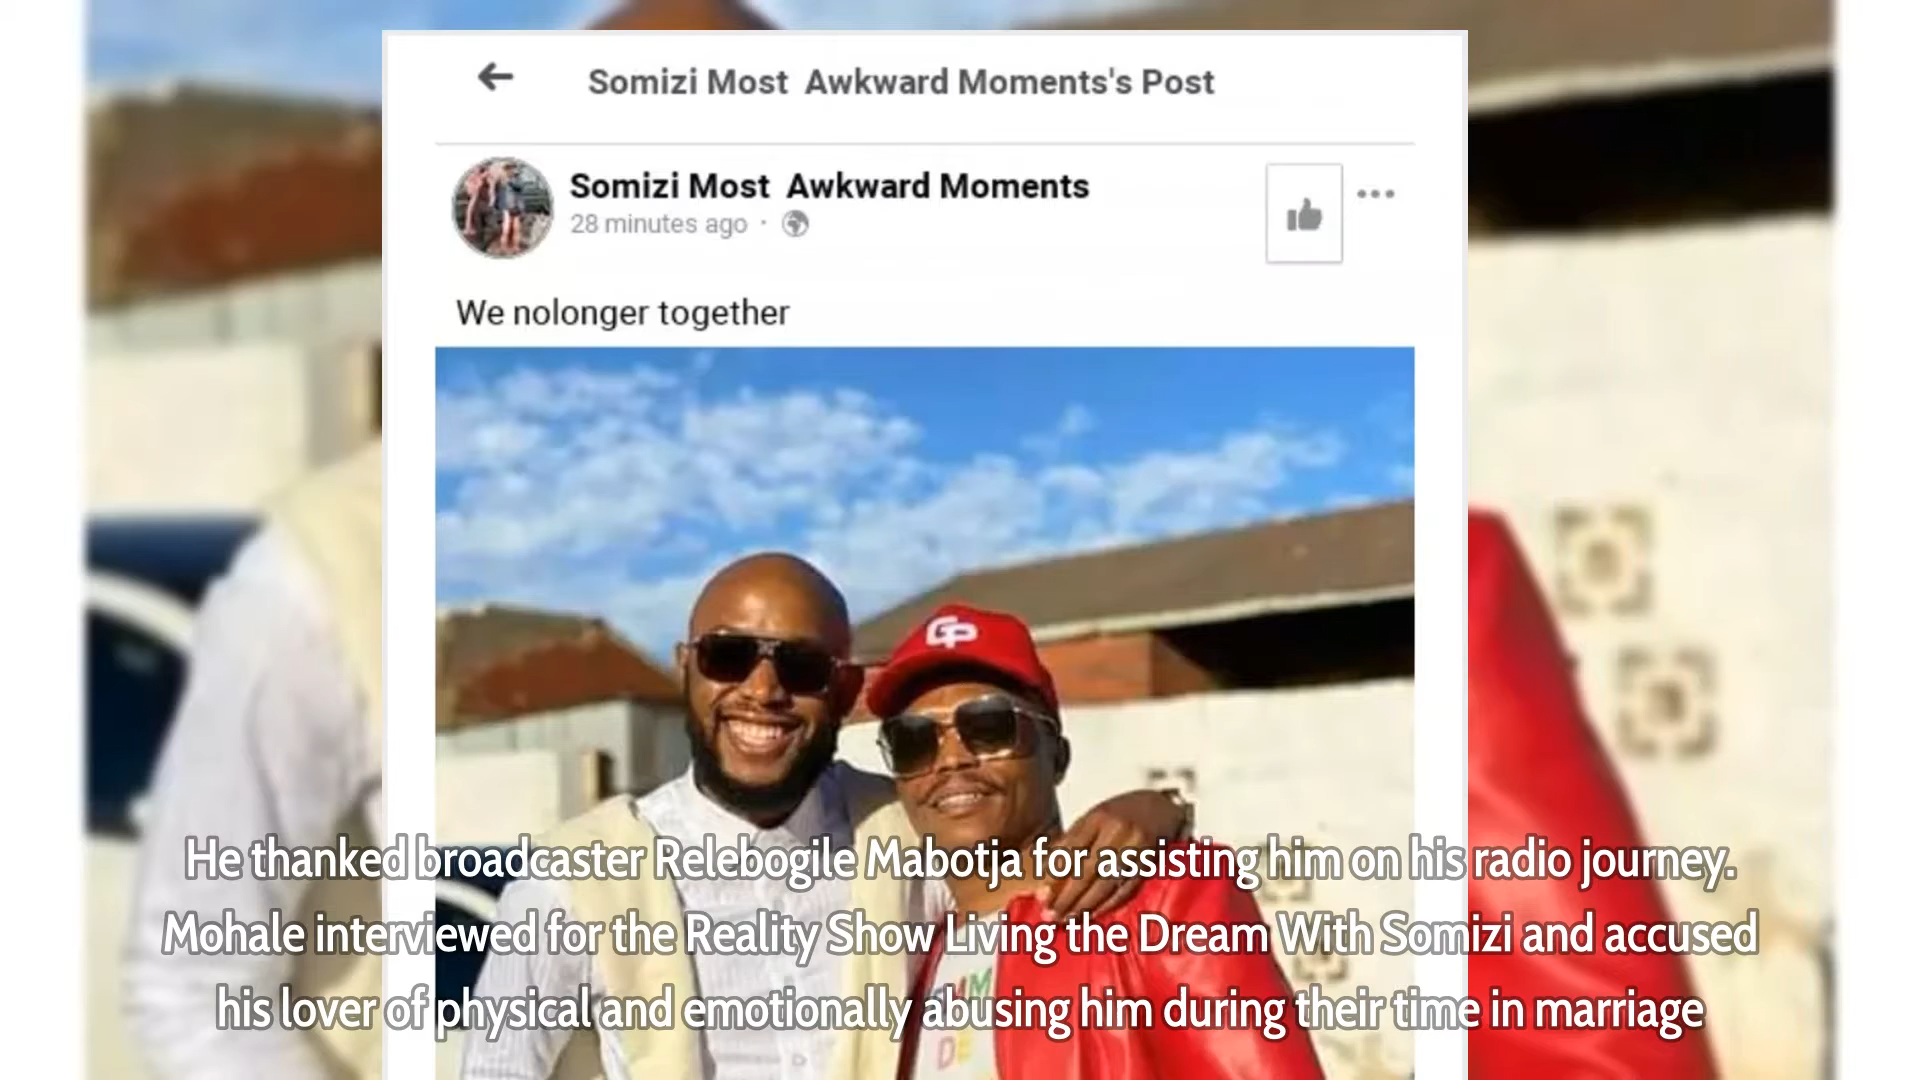 Somizi Most Awkward Moments's Post
Somizi Most Awkward Moments
28 minutes ago ·
We nolonger together
GP
He thanked broadcaster Relebogile Mabotja for assisting him on his radio journey.
Mohale interviewed for the Reality Show Living the Dream With Somizi and accused
his lover of physical and emotionally abusing him during their time in marriage